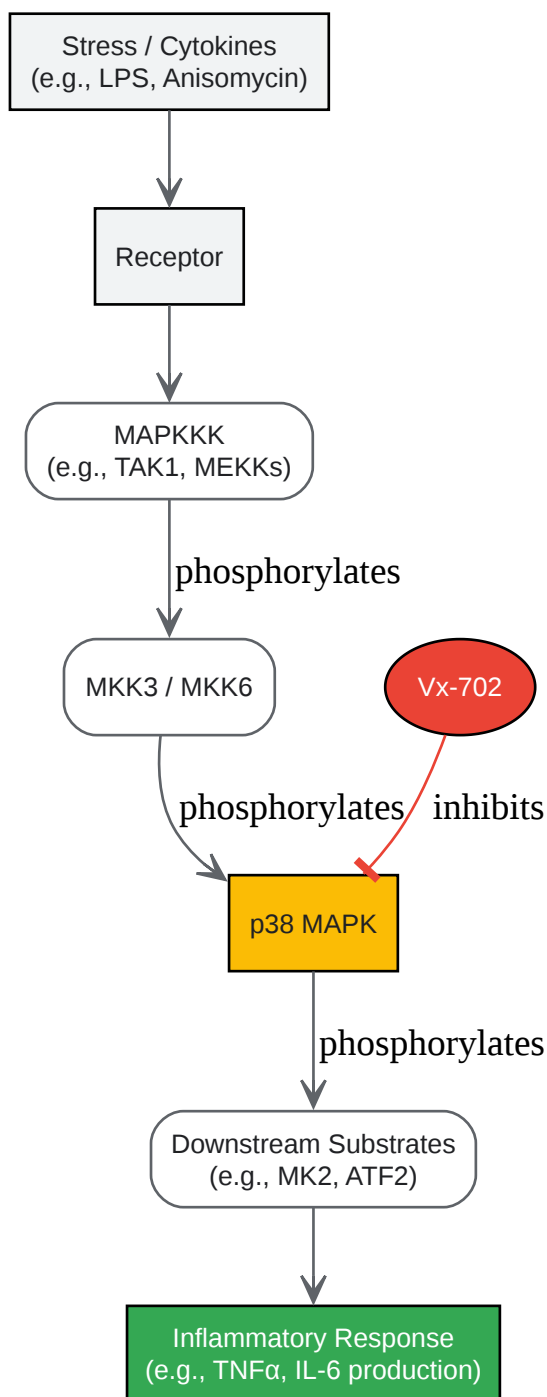 Stress / Cytokines
(e.g., LPS, Anisomycin)
Receptor
MAPKKK
(e.g., TAK1, MEKKs)
phosphorylates
MKK3 / MKK6
Vx-702
phosphorylates
inhibits
p38 MAPK
phosphorylates
Downstream Substrates
(e.g., MK2, ATF2)
Inflammatory Response
(e.g., TNFα, IL-6 production)